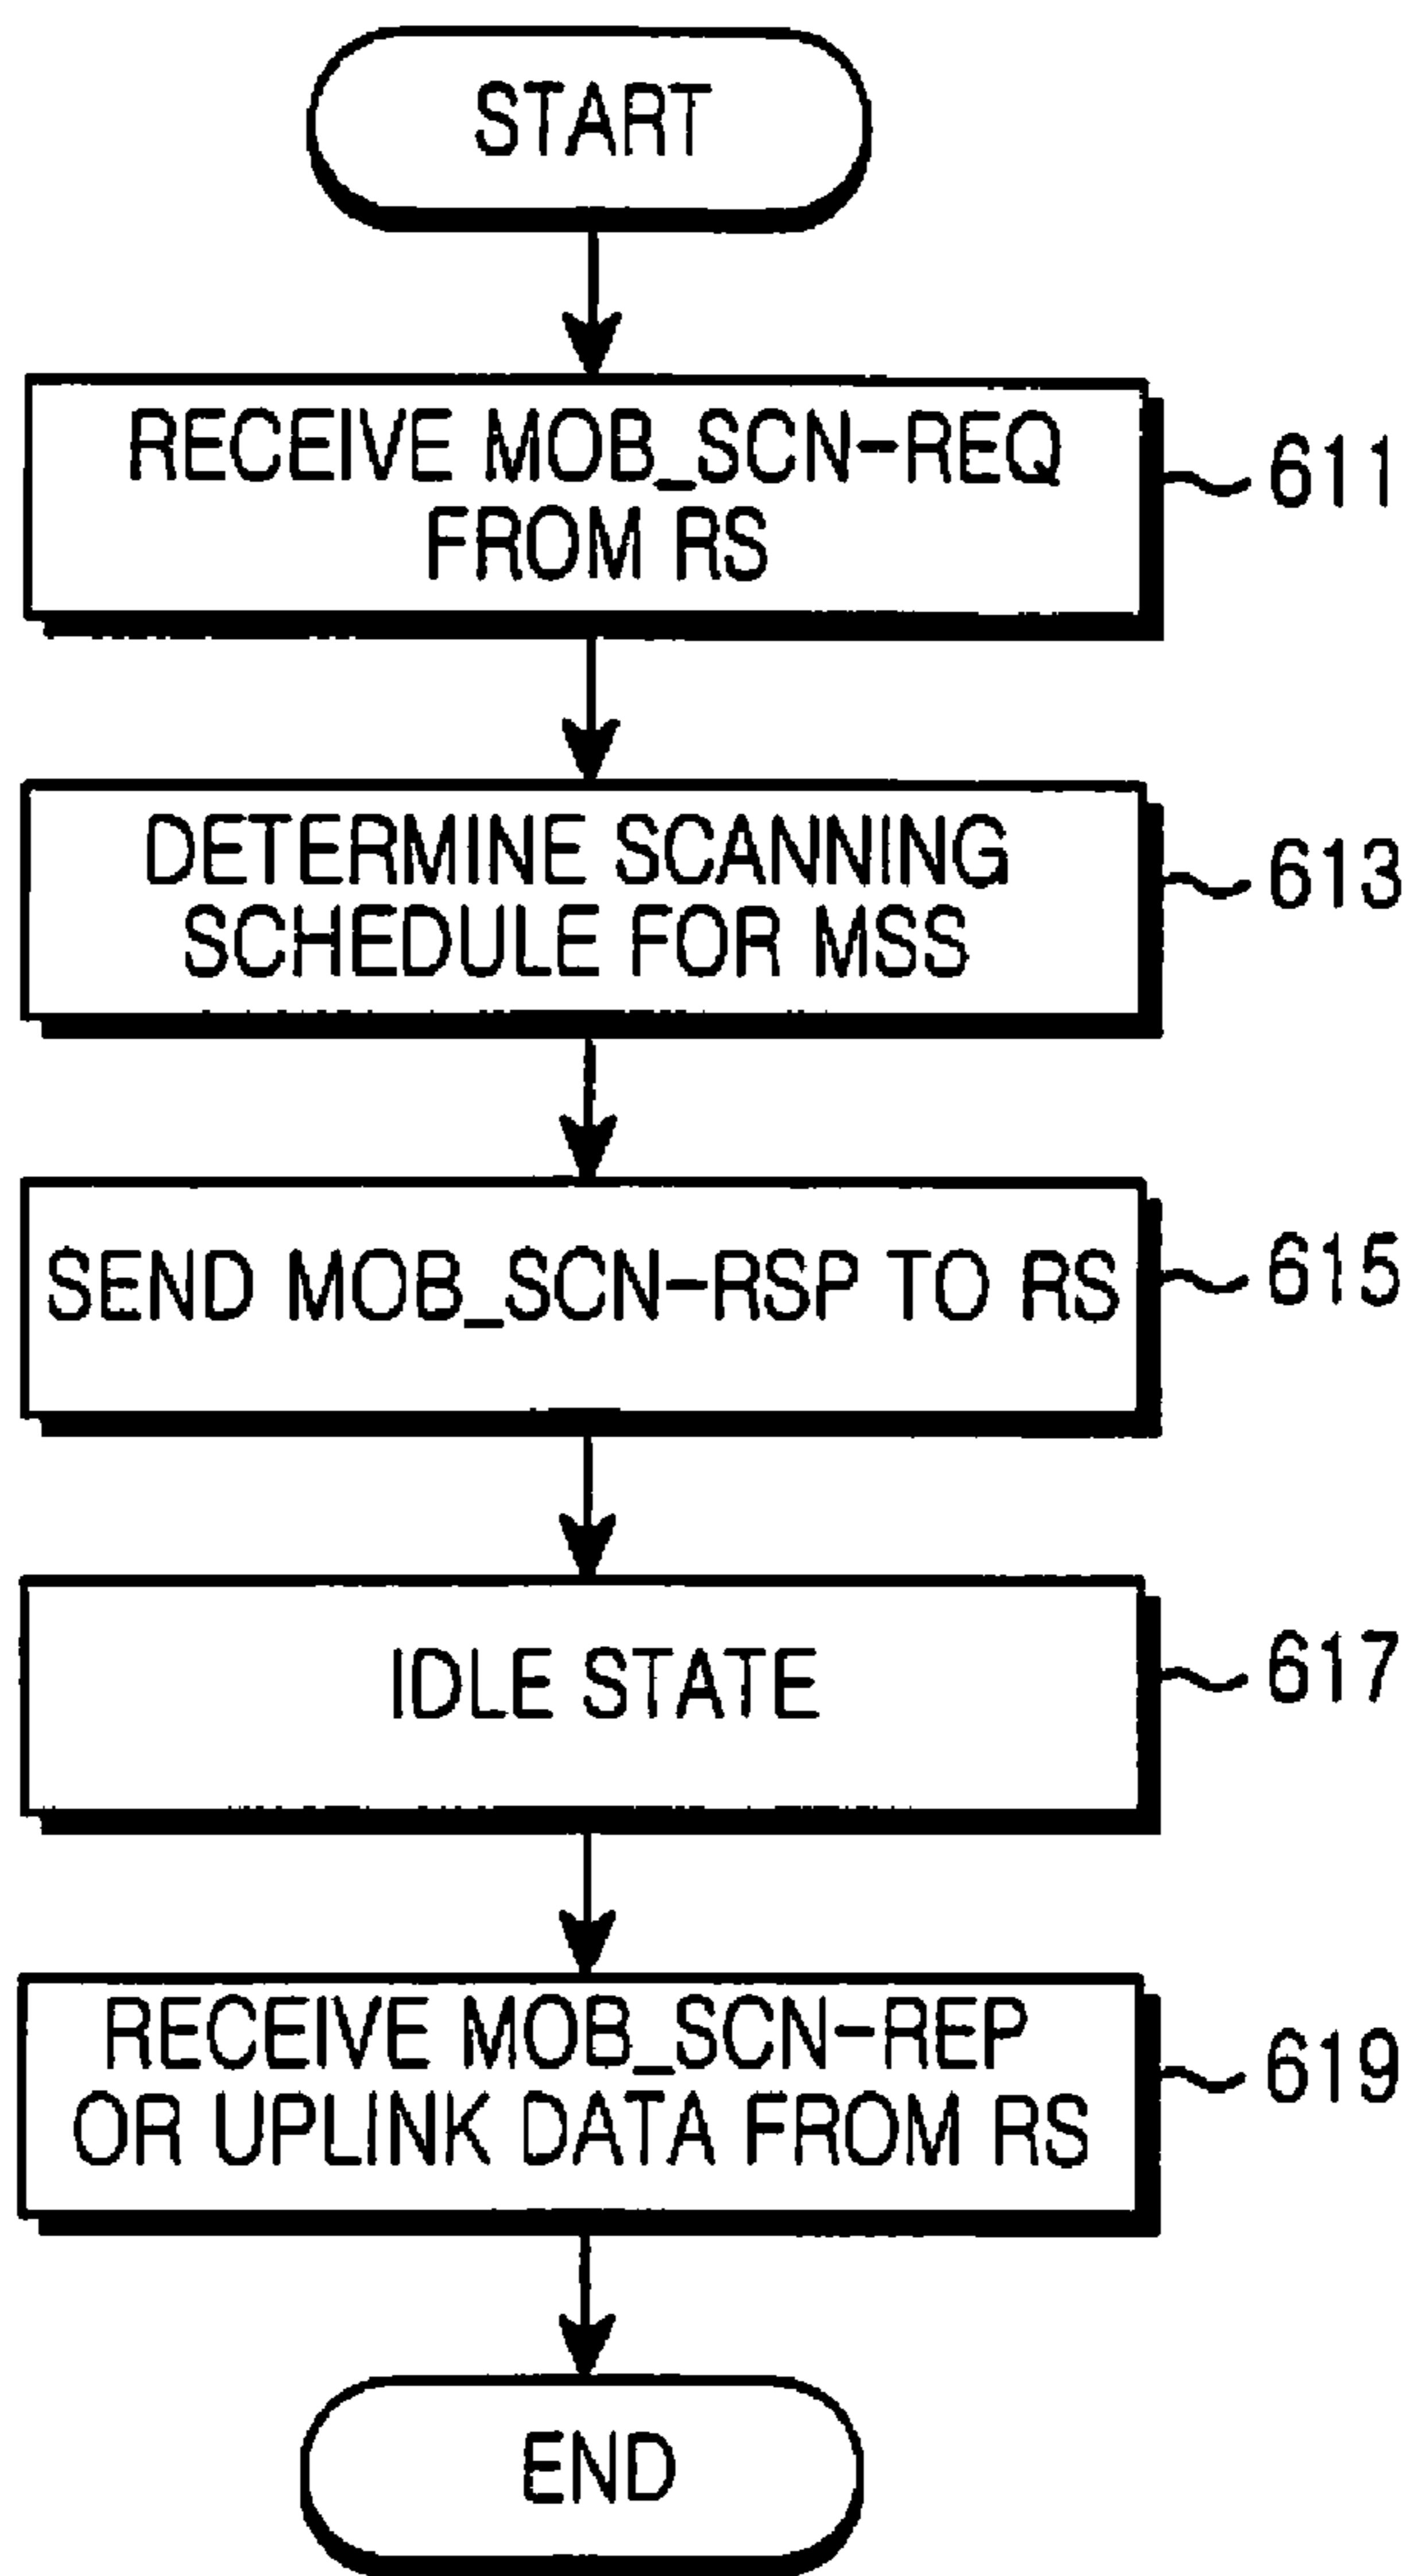 START
RECEIVE MOB_SCN-REQ
FROM RS
611
DETERMINE SCANNING
SCHEDULE FOR MSS
613
SEND MOB_SCN-RSP TO RS
615
IDLE STATE
617
RECEIVE MOB_SCN-REP
OR UPLINK DATA FROM RS
619
END